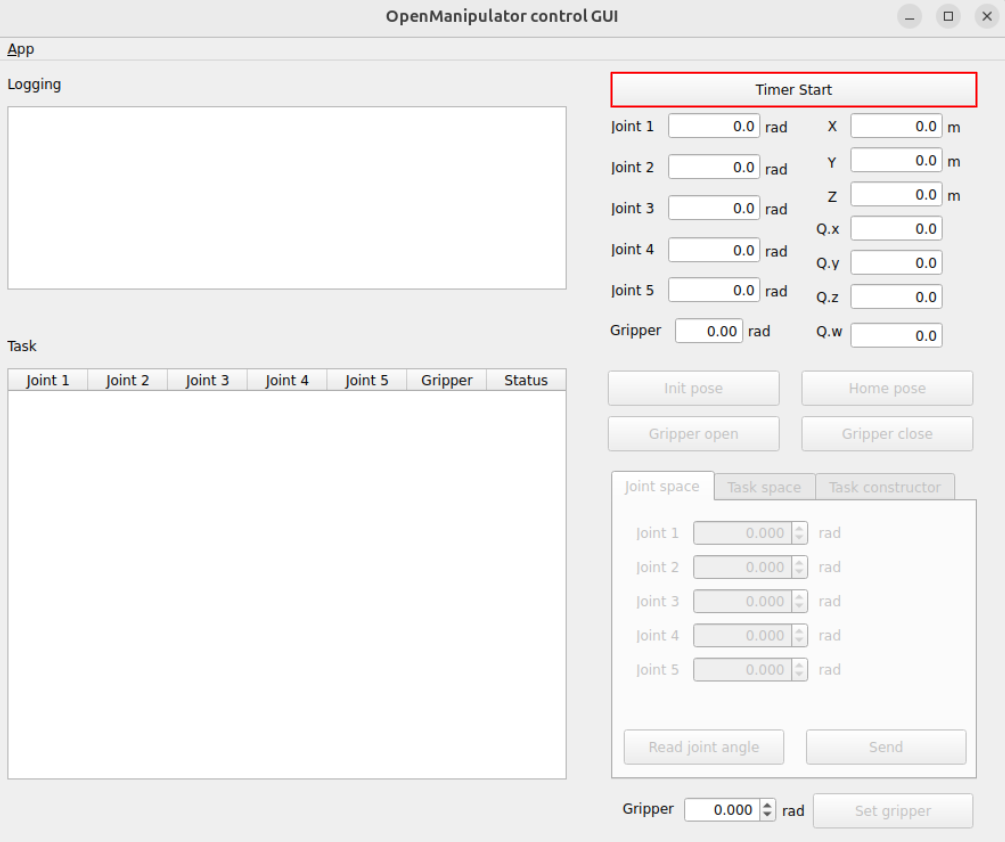 OpenManipulator control GUI
App
Logging
Timer Start
Joint 1 0.0 rad X 0.0 m
Joint 2 0.0 rad Y 0.0 m
Joint 3 0.0 rad Z 0.0 m
Q.x 0.0
Joint 4 0.0 rad Q.y 0.0
Joint 5 0.0 rad Q.z 0.0
Gripper 0.00 rad Q.w 0.0
Task
Joint 1 Joint 2 Joint 3 Joint 4 Joint 5 Gripper Status
Init pose Home pose
Gripper open Gripper close
Joint space Task space Task constructor
Joint 1 0.000 rad
Joint 2 0.000 rad
Joint 3 0.000 rad
Joint 4 0.000 rad
Joint 5 0.000 rad
Read joint angle Send
Gripper 0.000 rad Set gripper